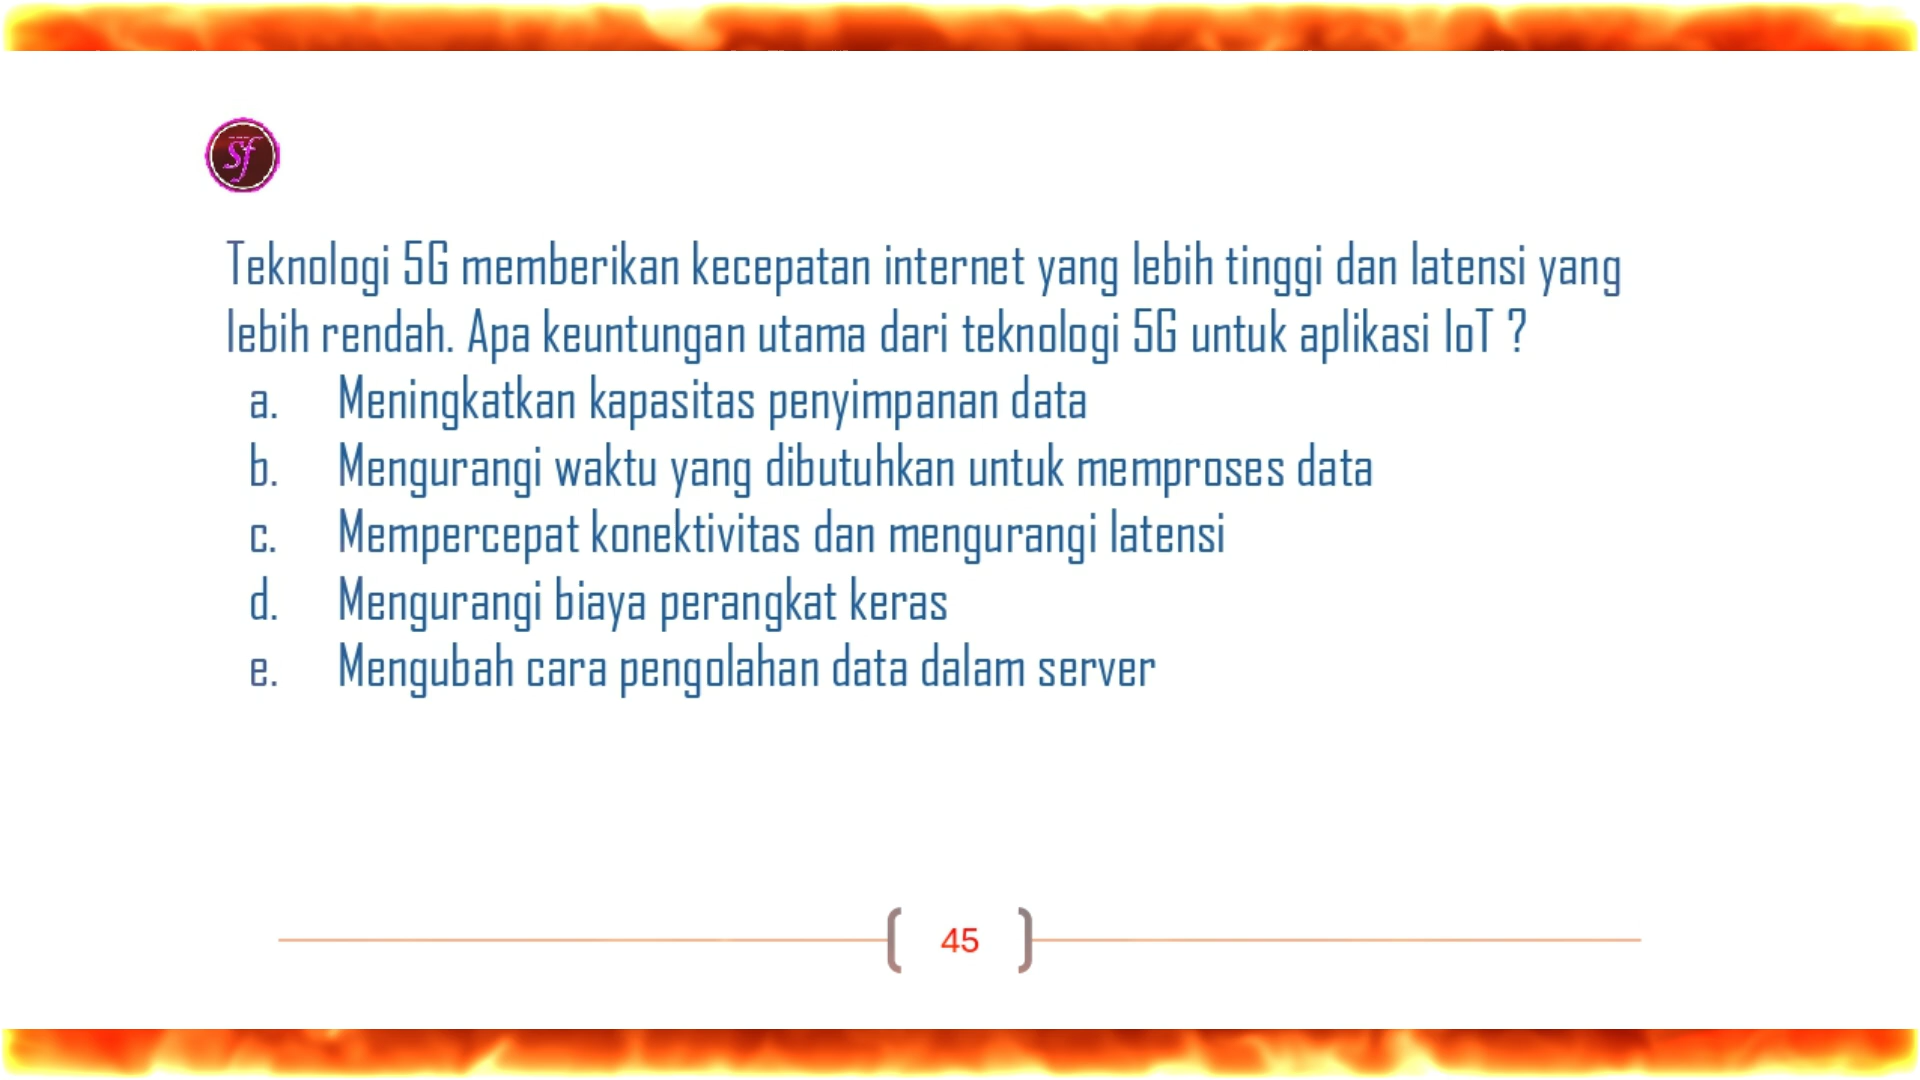 Sf
Teknologi 5G memberikan kecepatan internet yang lebih tinggi dan latensi yang
lebih rendah. Apa keuntungan utama dari teknologi 5G untuk aplikasi IoT ?
a. Meningkatkan kapasitas penyimpanan data
b. Mengurangi waktu yang dibutuhkan untuk memproses data
c. Mempercepat konektivitas dan mengurangi latensi
d. Mengurangi biaya perangkat keras
e. Mengubah cara pengolahan data dalam server
45